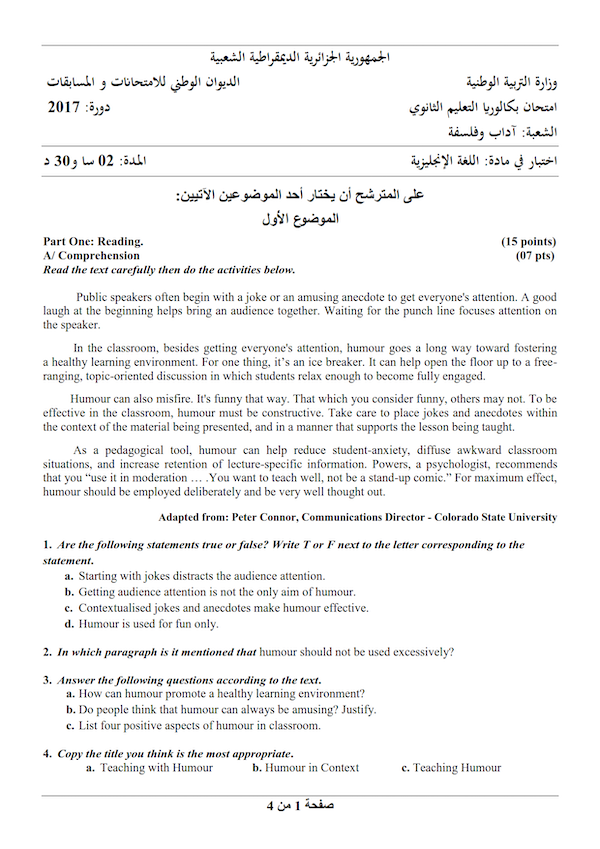 الجمهورية الجزائرية الديمقراطية الشعبية
وزارة التربية الوطنية الديوان الوطني للامتحانات و المسابقات
امتحان بكالوريا التعليم الثانوي دورة: 2017
الشعبة: آداب وفلسفة
اختبار في مادة: اللغة الإنجليزية المدة: 02 سا و30 د
على المترشح أن يختار أحد الموضوعين الآتيين:
الموضوع الأول
Part One: Reading. (15 points)
A/ Comprehension (07 pts)
Read the text carefully then do the activities below.
Public speakers often begin with a joke or an amusing anecdote to get everyone's attention. A good
laugh at the beginning helps bring an audience together. Waiting for the punch line focuses attention on
the speaker.
In the classroom, besides getting everyone's attention, humour goes a long way toward fostering
a healthy learning environment. For one thing, it’s an ice breaker. It can help open the floor up to a free-
ranging, topic-oriented discussion in which students relax enough to become fully engaged.
Humour can also misfire. It's funny that way. That which you consider funny, others may not. To be
effective in the classroom, humour must be constructive. Take care to place jokes and anecdotes within
the context of the material being presented, and in a manner that supports the lesson being taught.
As a pedagogical tool, humour can help reduce student-anxiety, diffuse awkward classroom
situations, and increase retention of lecture-specific information. Powers, a psychologist, recommends
that you “use it in moderation … .You want to teach well, not be a stand-up comic.” For maximum effect,
humour should be employed deliberately and be very well thought out.
Adapted from: Peter Connor, Communications Director - Colorado State University
1. Are the following statements true or false? Write T or F next to the letter corresponding to the
statement.
a. Starting with jokes distracts the audience attention.
b. Getting audience attention is not the only aim of humour.
c. Contextualised jokes and anecdotes make humour effective.
d. Humour is used for fun only.
2. In which paragraph is it mentioned that humour should not be used excessively?
3. Answer the following questions according to the text.
a. How can humour promote a healthy learning environment?
b. Do people think that humour can always be amusing? Justify.
c. List four positive aspects of humour in classroom.
4. Copy the title you think is the most appropriate.
a. Teaching with Humour b. Humour in Context c. Teaching Humour
صفحة 1 من 4